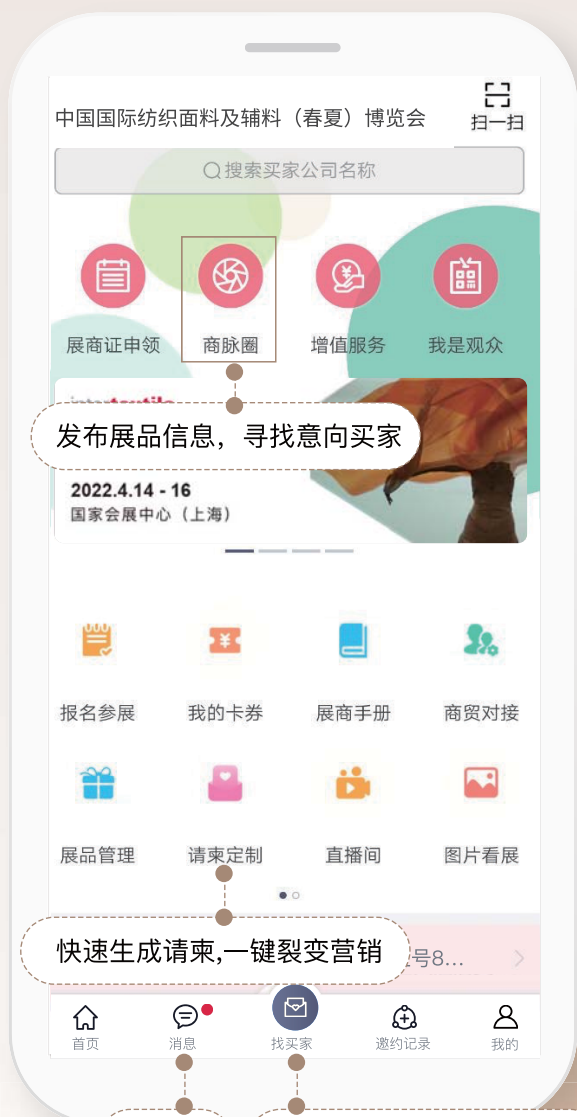 中国国际纺织面料及辅料（春夏）博览会
扫一扫
搜索买家公司名称
展商证申领 商脉圈 增值服务 我是观众
发布展品信息，寻找意向买家
2022.4.14 - 16
国家会展中心（上海）
报名参展 我的卡券 展商手册 商贸对接
展品管理 请柬定制 直播间 图片看展
快速生成请柬,一键裂变营销
号8...
首页 消息 找买家 邀约记录 我的